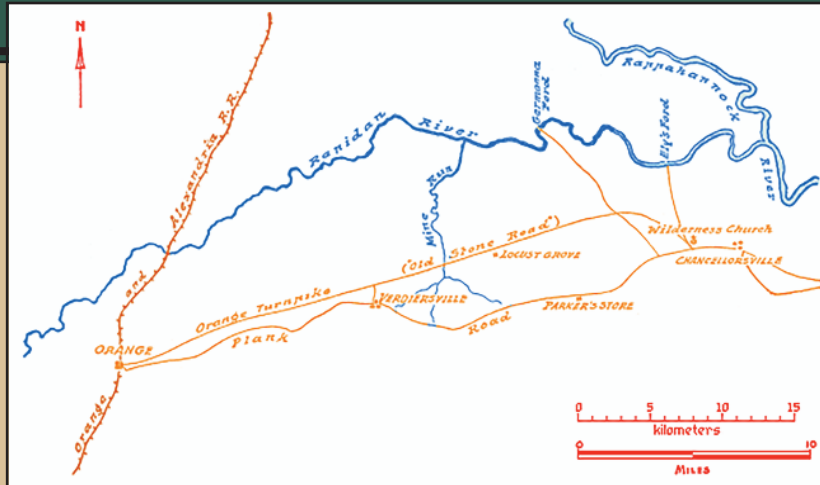 N
Orange and Alexandria R.R.
Rapidan River
Germanna
Ford
Ely's Ford
Rappahannock River
Mine Run
Orange Turnpike ("Old Stone Road")
Plank Road
Wilderness Church
CHANCELLORSVILLE
LOCUST GROVE
VERDIERSVILLE
PARKER'S STORE
ORANGE
0 5 10 15
kilometers
0 10
MILES